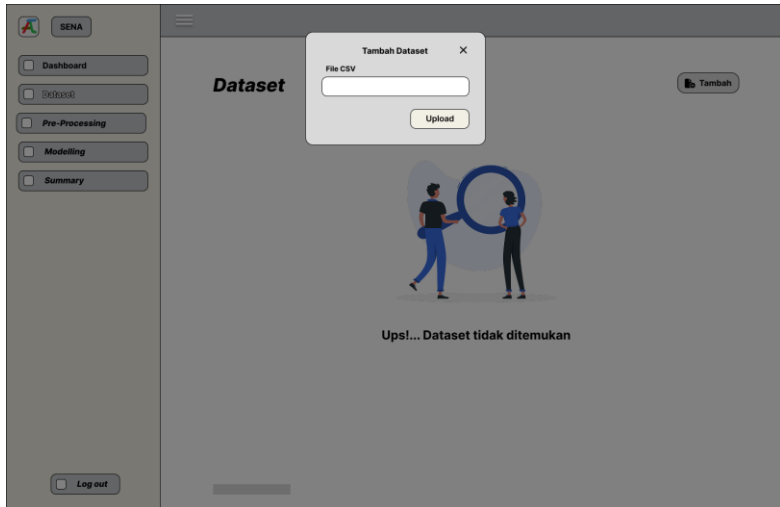 SENA
Dashboard
Dataset
Pre-Processing
Modelling
Summary
Log out
Tambah Dataset
File CSV
Upload
Dataset
Tambah
Ups!... Dataset tidak ditemukan